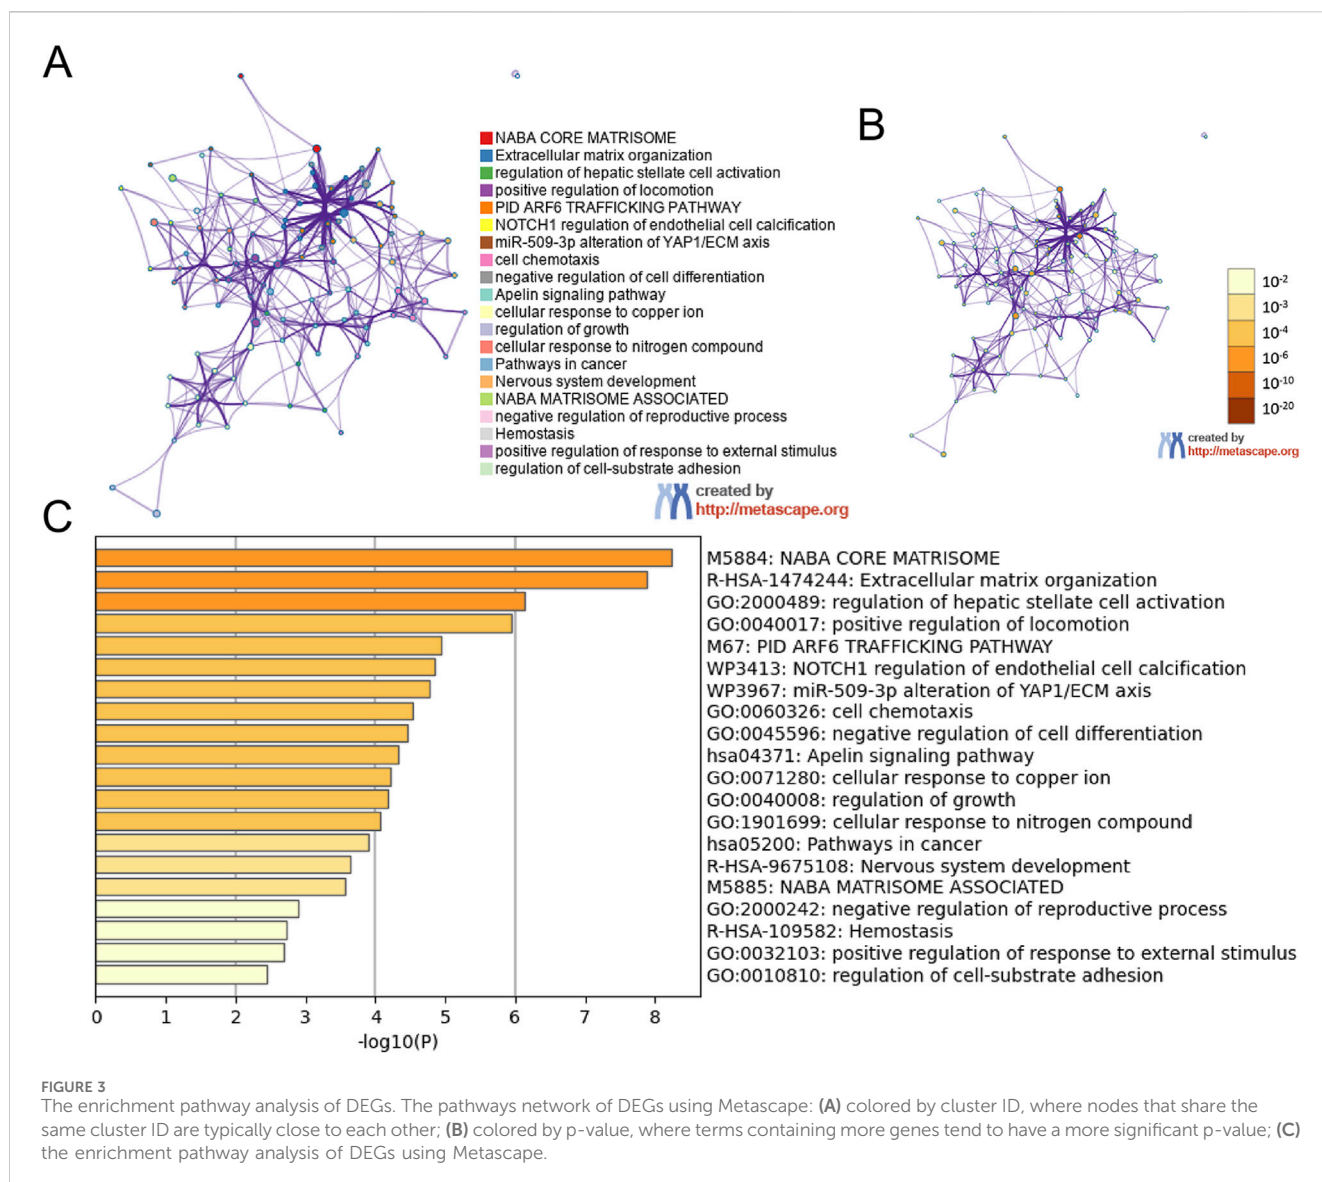 A
NABA CORE MATRISOME
Extracellular matrix organization
regulation of hepatic stellate cell activation
positive regulation of locomotion
PID ARF6 TRAFFICKING PATHWAY
NOTCH1 regulation of endothelial cell calcification
miR-509-3p alteration of YAP1/ECM axis
cell chemotaxis
negative regulation of cell differentiation
Apelin signaling pathway
cellular response to copper ion
regulation of growth
cellular response to nitrogen compound
Pathways in cancer
Nervous system development
NABA MATRISOME ASSOCIATED
negative regulation of reproductive process
Hemostasis
positive regulation of response to external stimulus
regulation of cell-substrate adhesion
created by
http://metascape.org
B
10-2
10-3
10-4
10-6
10-10
10-20
created by
http://metascape.org
C
M5884: NABA CORE MATRISOME
R-HSA-1474244: Extracellular matrix organization
GO:2000489: regulation of hepatic stellate cell activation
GO:0040017: positive regulation of locomotion
M67: PID ARF6 TRAFFICKING PATHWAY
WP3413: NOTCH1 regulation of endothelial cell calcification
WP3967: miR-509-3p alteration of YAP1/ECM axis
GO:0060326: cell chemotaxis
GO:0045596: negative regulation of cell differentiation
hsa04371: Apelin signaling pathway
GO:0071280: cellular response to copper ion
GO:0040008: regulation of growth
GO:1901699: cellular response to nitrogen compound
hsa05200: Pathways in cancer
R-HSA-9675108: Nervous system development
M5885: NABA MATRISOME ASSOCIATED
GO:2000242: negative regulation of reproductive process
R-HSA-109582: Hemostasis
GO:0032103: positive regulation of response to external stimulus
GO:0010810: regulation of cell-substrate adhesion
0 1 2 3 4 5 6 7 8
-log10(P)
FIGURE 3
The enrichment pathway analysis of DEGs. The pathways network of DEGs using Metascape: (A) colored by cluster ID, where nodes that share the
same cluster ID are typically close to each other; (B) colored by p-value, where terms containing more genes tend to have a more significant p-value; (C)
the enrichment pathway analysis of DEGs using Metascape.